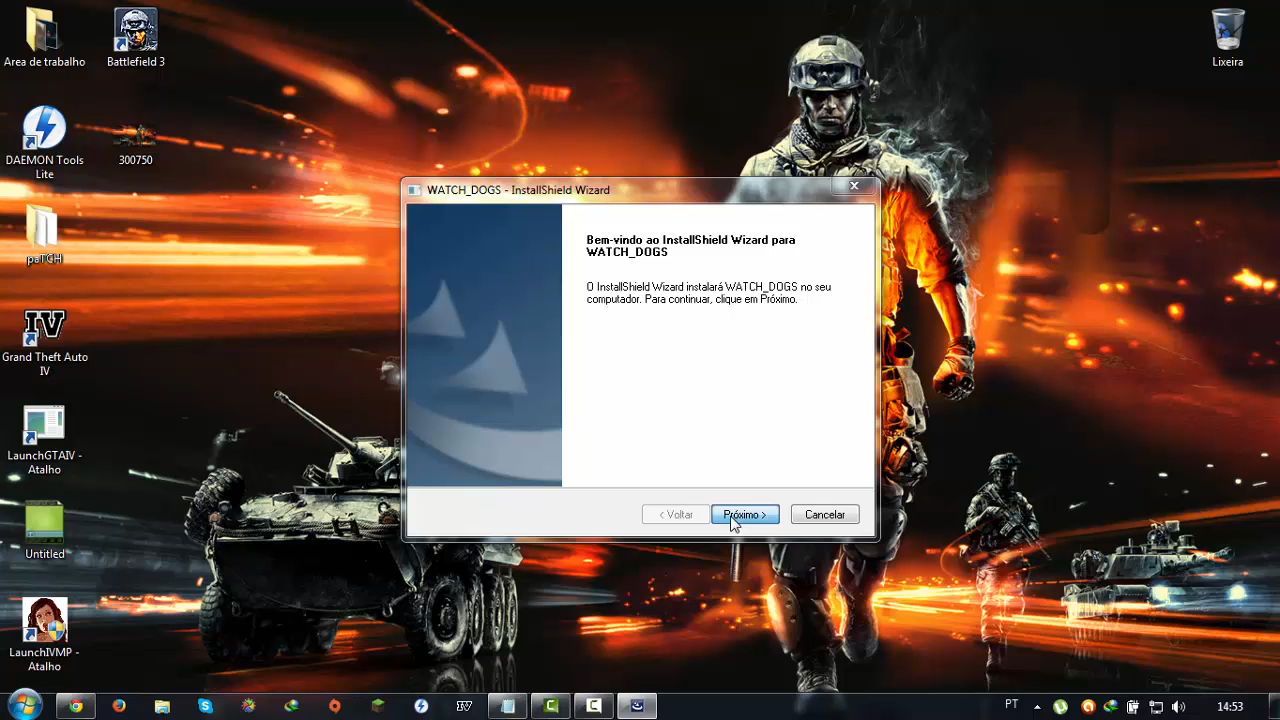 Area de trabalho
Battlefield 3
Lixeira
DAEMON Tools
Lite
300750
paTCH
IV
Grand Theft Auto
IV
LaunchGTAIV -
Atalho
Untitled
LaunchIVMP -
Atalho
WATCH_DOGS - InstallShield Wizard
Bem-vindo ao InstallShield Wizard para
WATCH_DOGS
O InstallShield Wizard instalará WATCH_DOGS no seu
computador. Para continuar, clique em Próximo.
< Voltar
Próximo >
Cancelar
IV
PT
14:53